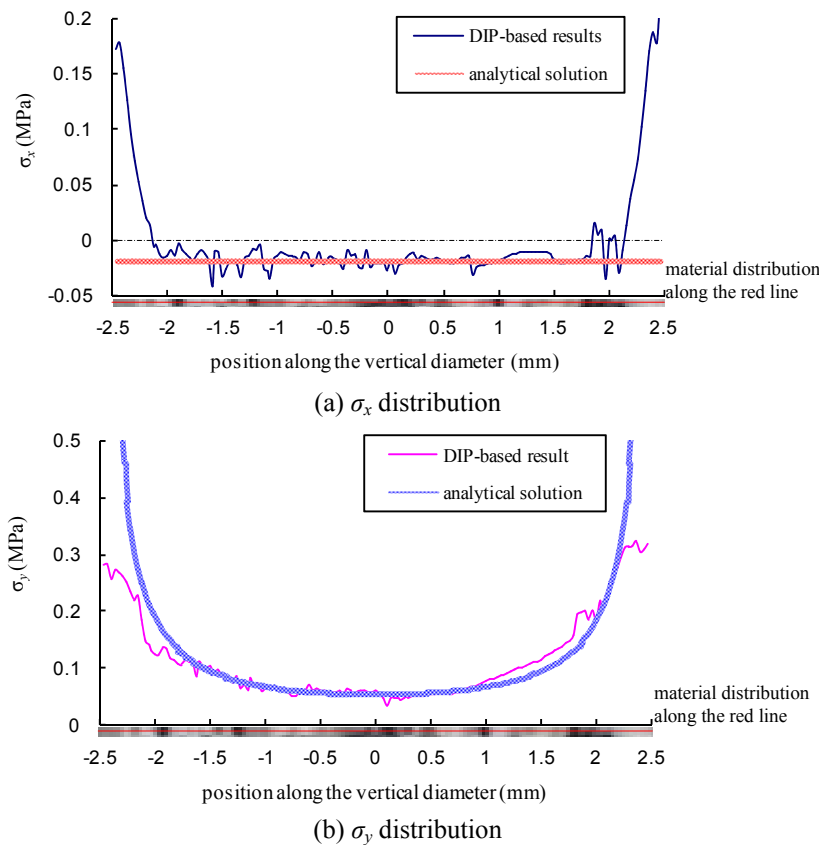 0.2
0.15
0.1
0.05
0
-0.05
σx (MPa)
DIP-based results
analytical solution
material distribution
along the red line
-2.5 -2 -1.5 -1 -0.5 0 0.5 1 1.5 2 2.5
position along the vertical diameter (mm)
(a) σx distribution
0.5
0.4
0.3
0.2
0.1
0
σy (MPa)
DIP-based result
analytical solution
material distribution
along the red line
-2.5 -2 -1.5 -1 -0.5 0 0.5 1 1.5 2 2.5
position along the vertical diameter (mm)
(b) σy distribution